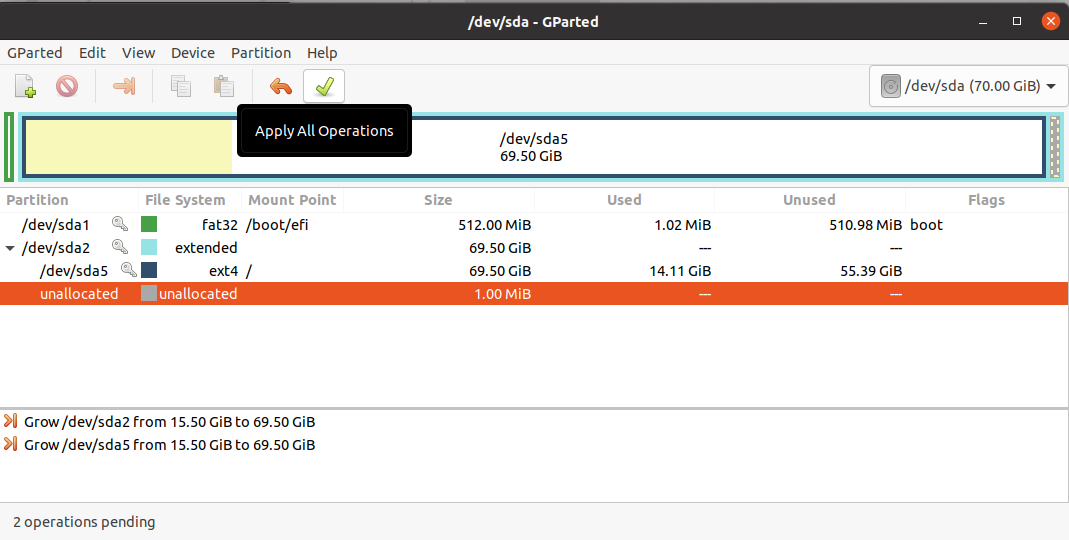 /dev/sda - GParted
GParted Edit View Device Partition Help
/dev/sda (70.00 GiB)
Apply All Operations
/dev/sda5
69.50 GiB
Partition File System Mount Point Size Used Unused Flags
/dev/sda1 fat32 /boot/efi 512.00 MiB 1.02 MiB 510.98 MiB boot
/dev/sda2 extended 69.50 GiB --- ---
/dev/sda5 ext4 / 69.50 GiB 14.11 GiB 55.39 GiB
unallocated unallocated 1.00 MiB --- ---
Grow /dev/sda2 from 15.50 GiB to 69.50 GiB
Grow /dev/sda5 from 15.50 GiB to 69.50 GiB
2 operations pending